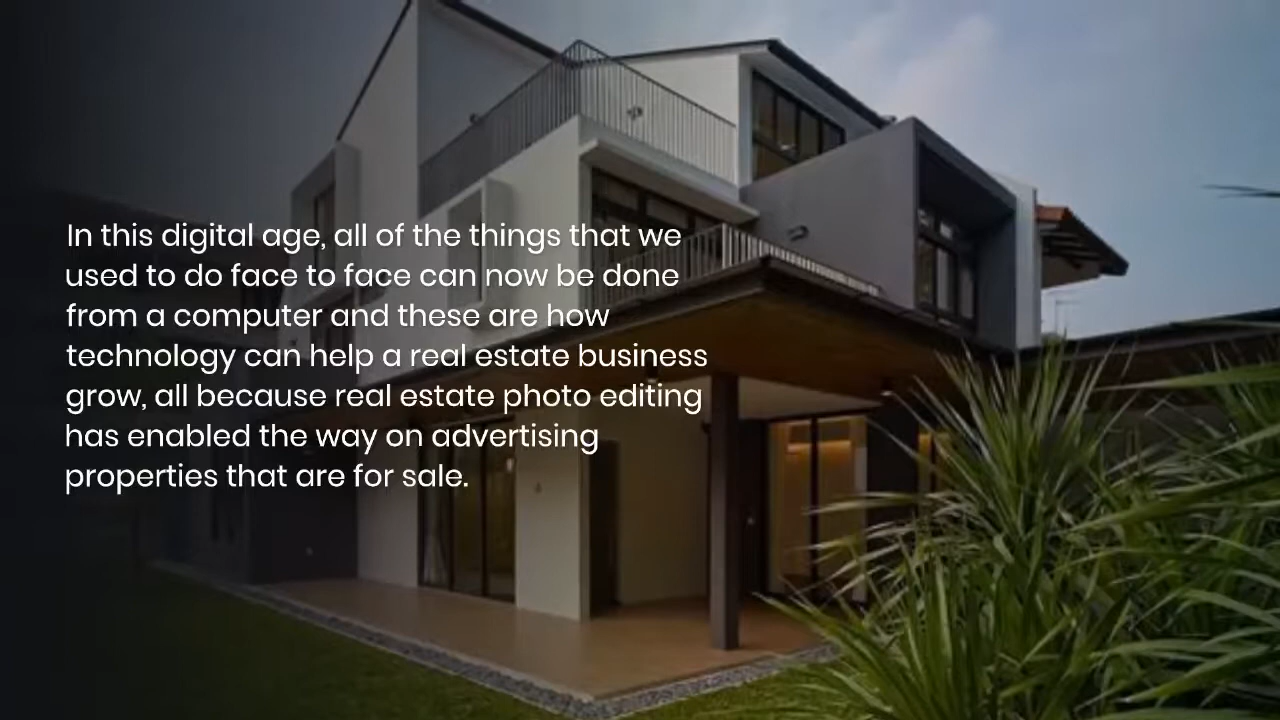 In this digital age, all of the things that we
used to do face to face can now be done
from a computer and these are how
technology can help a real estate business
grow, all because real estate photo editing
has enabled the way on advertising
properties that are for sale.